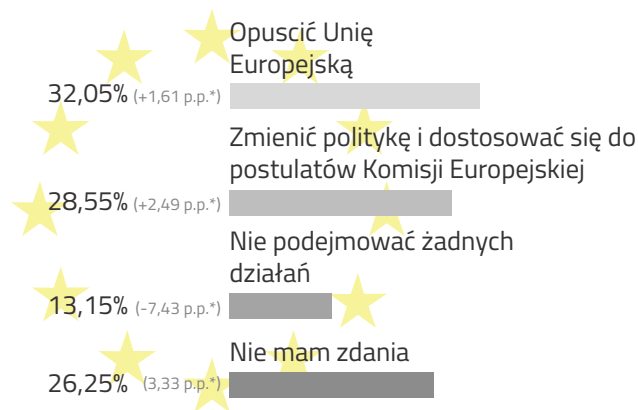 Opuscić Unię
Europejską
32,05% (+1,61 p.p.*)
Zmienić politykę i dostosować się do
postulatów Komisji Europejskiej
28,55% (+2,49 p.p.*)
Nie podejmować żadnych
działań
13,15% (-7,43 p.p.*)
Nie mam zdania
26,25% (3,33 p.p.*)